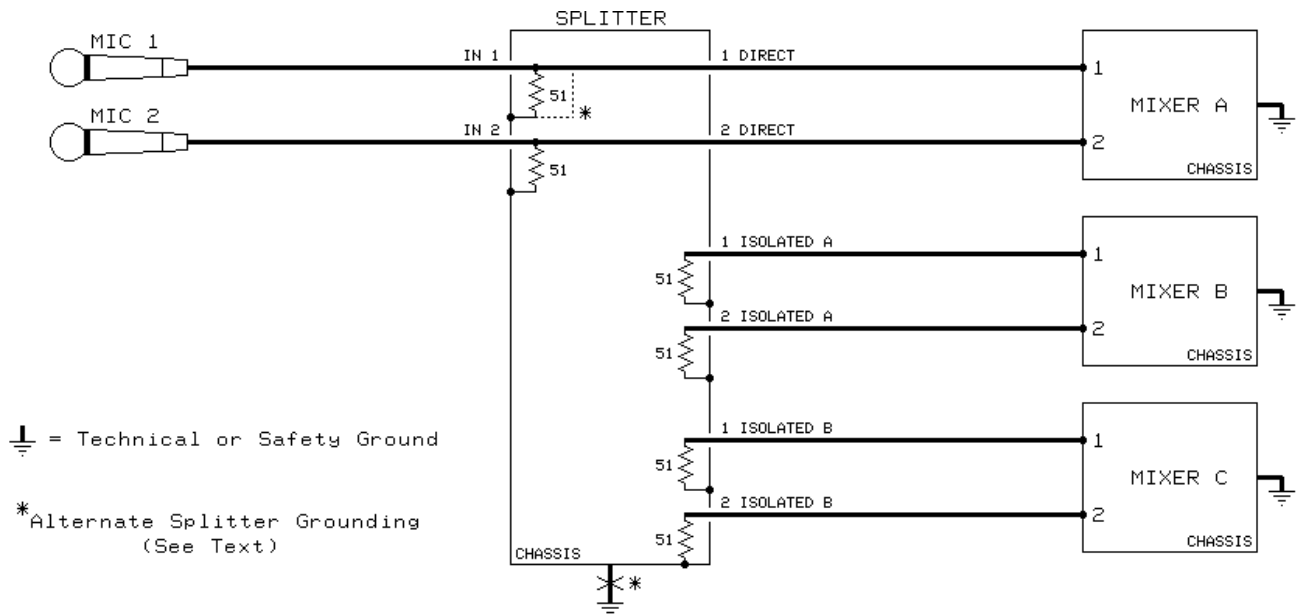 SPLITTER
MIC 1
IN 1
1 DIRECT
1
51
*
MIXER A
MIC 2
IN 2
2 DIRECT
2
51
CHASSIS
1 ISOLATED A
1
51
MIXER B
2 ISOLATED A
2
51
CHASSIS
= Technical or Safety Ground
1 ISOLATED B
1
51
MIXER C
2 ISOLATED B
2
51
CHASSIS
*Alternate Splitter Grounding
(See Text)
CHASSIS
*